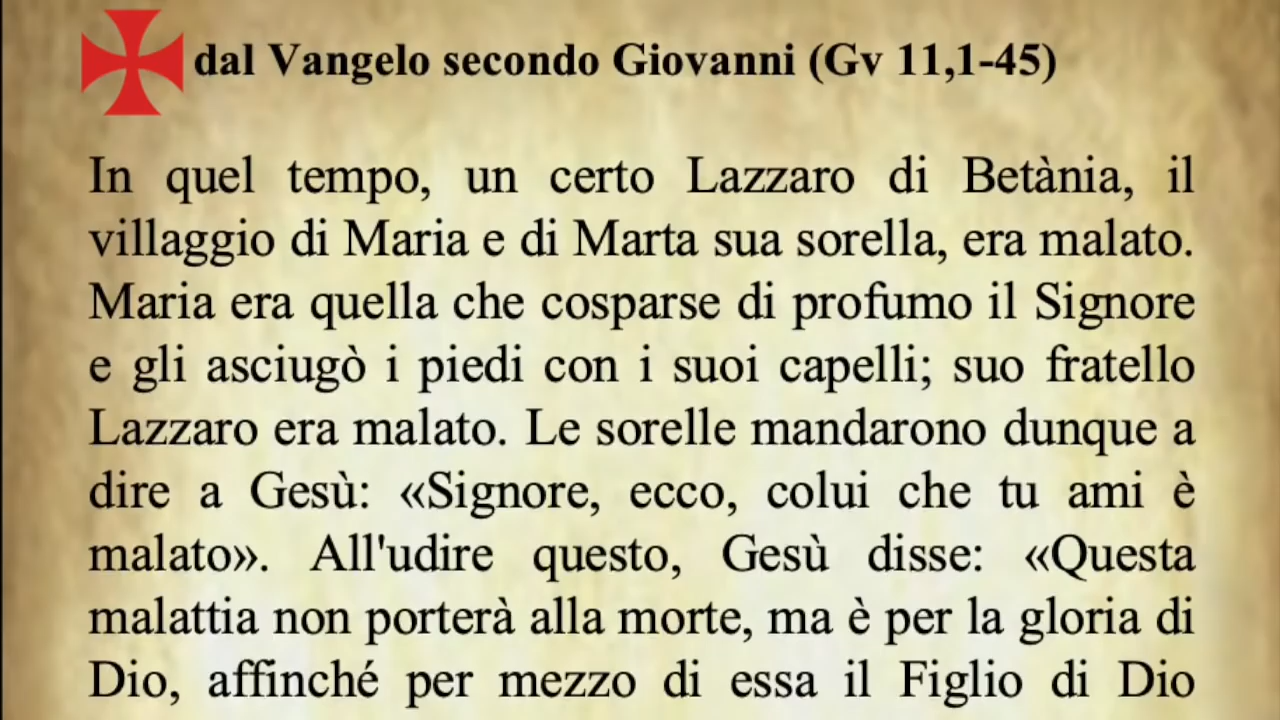 dal Vangelo secondo Giovanni (Gv 11,1-45)
In quel tempo, un certo Lazzaro di Betània, il
villaggio di Maria e di Marta sua sorella, era malato.
Maria era quella che cosparse di profumo il Signore
e gli asciugò i piedi con i suoi capelli; suo fratello
Lazzaro era malato. Le sorelle mandarono dunque a
dire a Gesù: «Signore, ecco, colui che tu ami è
malato». All'udire questo, Gesù disse: «Questa
malattia non porterà alla morte, ma è per la gloria di
Dio, affinché per mezzo di essa il Figlio di Dio